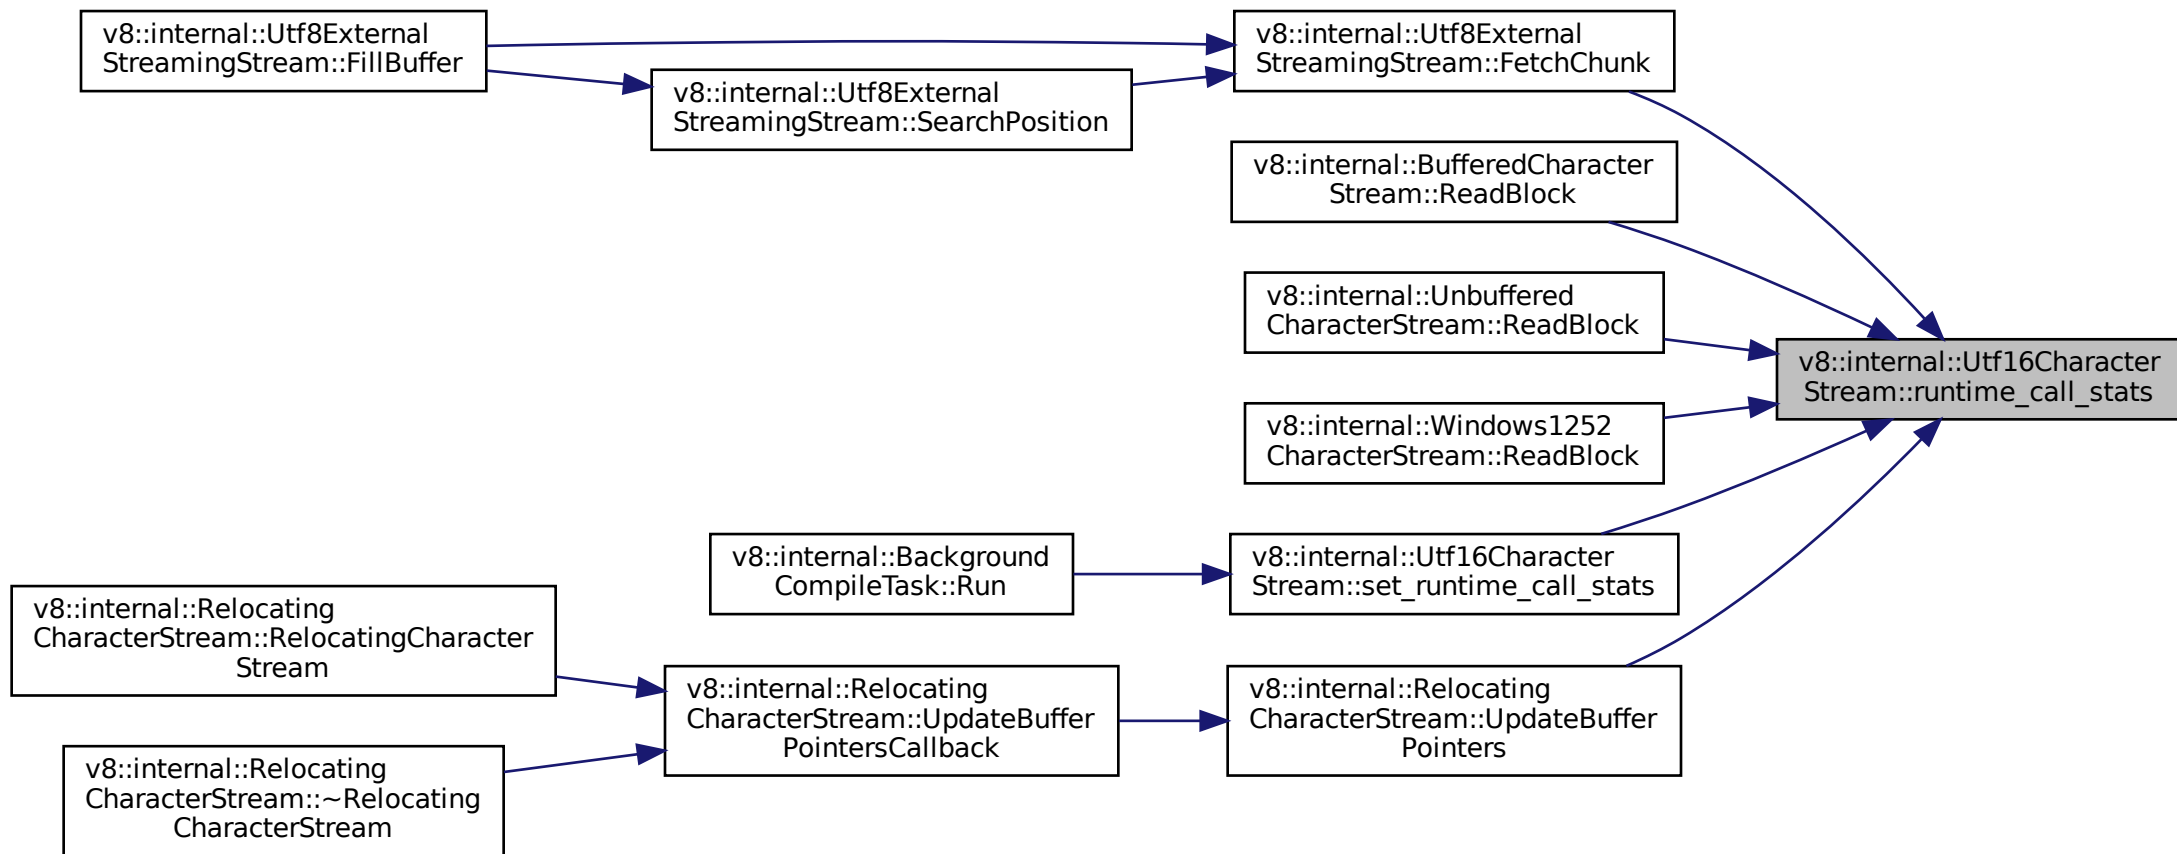 v8::internal::Utf8External
StreamingStream::FillBuffer
v8::internal::Utf8External
StreamingStream::SearchPosition
v8::internal::Utf8External
StreamingStream::FetchChunk
v8::internal::BufferedCharacter
Stream::ReadBlock
v8::internal::Unbuffered
CharacterStream::ReadBlock
v8::internal::Utf16Character
Stream::runtime_call_stats
v8::internal::Windows1252
CharacterStream::ReadBlock
v8::internal::Background
CompileTask::Run
v8::internal::Utf16Character
Stream::set_runtime_call_stats
v8::internal::Relocating
CharacterStream::RelocatingCharacter
Stream
v8::internal::Relocating
CharacterStream::UpdateBuffer
PointersCallback
v8::internal::Relocating
CharacterStream::UpdateBuffer
Pointers
v8::internal::Relocating
CharacterStream::~Relocating
CharacterStream